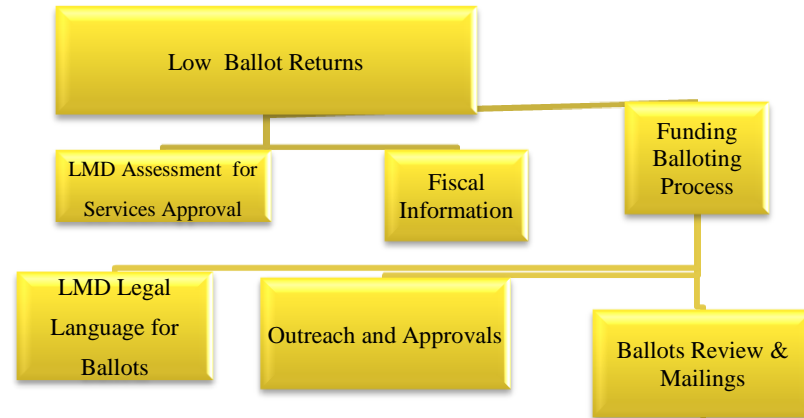 Low Ballot Returns
LMD Assessment for
Services Approval
Fiscal
Information
Funding
Balloting
Process
LMD Legal
Language for
Ballots
Outreach and Approvals
Ballots Review &
Mailings